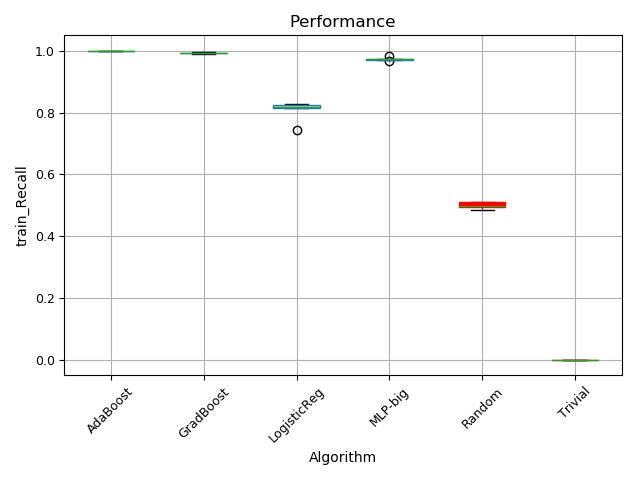 Performance
train_Recall
1.0
0.8
0.6
0.4
0.2
0.0
AdaBoost
GradBoost
LogisticReg
MLP-big
Random
Trivial
Algorithm